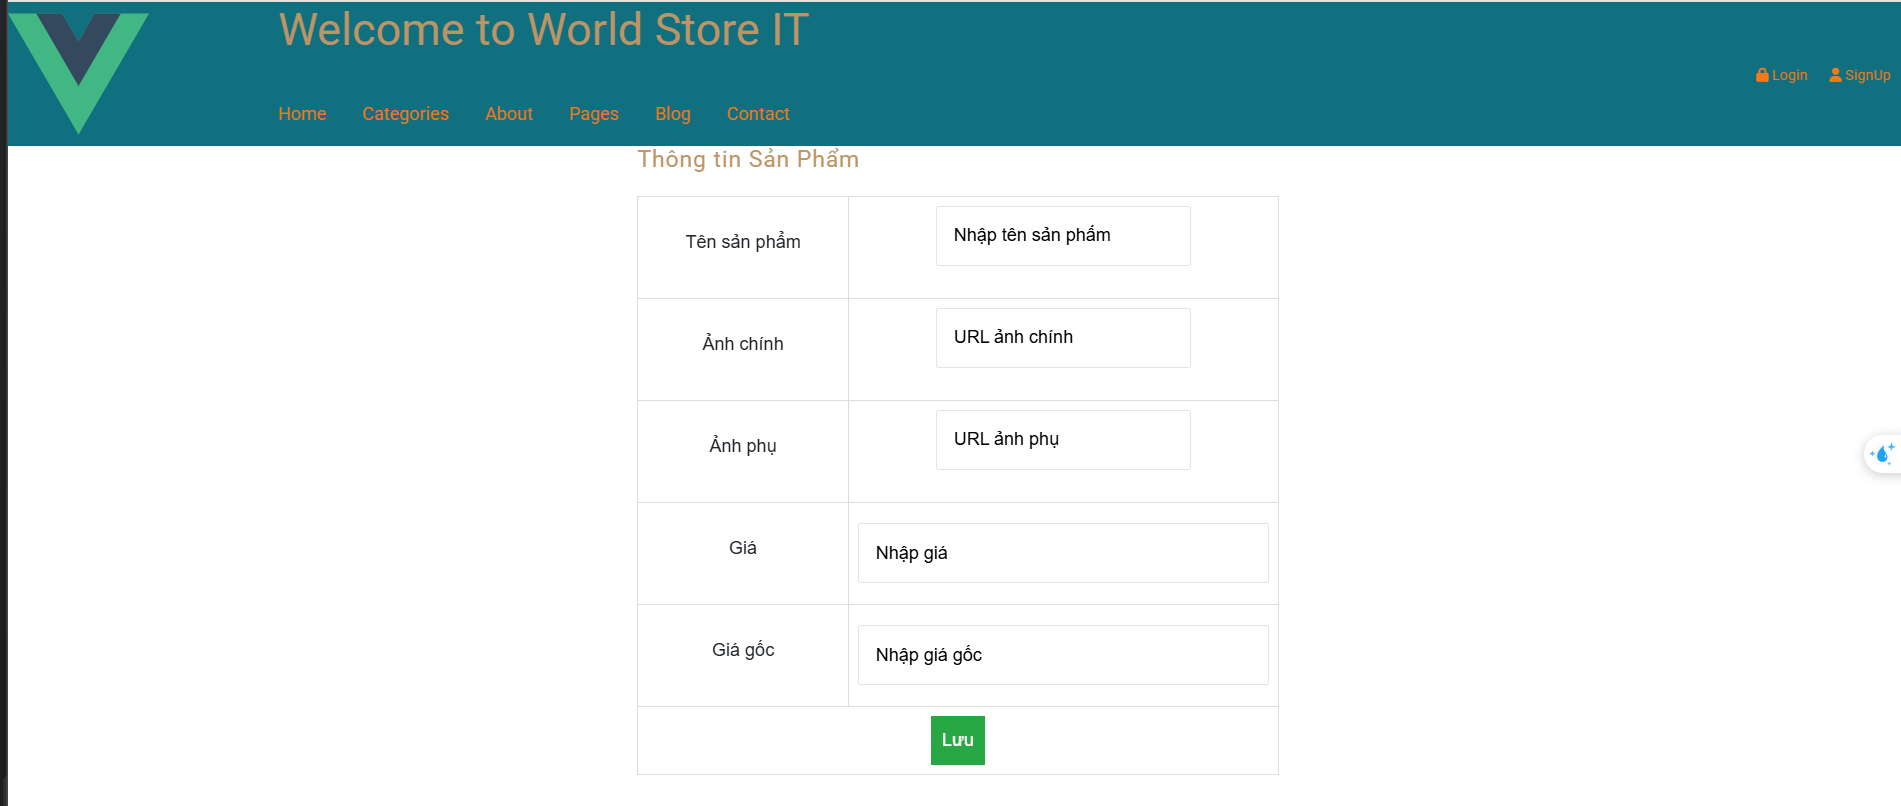 Welcome to World Store IT
Login SignUp
Home Categories About Pages Blog Contact
Thông tin Sản Phẩm
Tên sản phẩm Nhập tên sản phẩm
Ảnh chính URL ảnh chính
Ảnh phụ URL ảnh phụ
Giá Nhập giá
Giá gốc Nhập giá gốc
Lưu